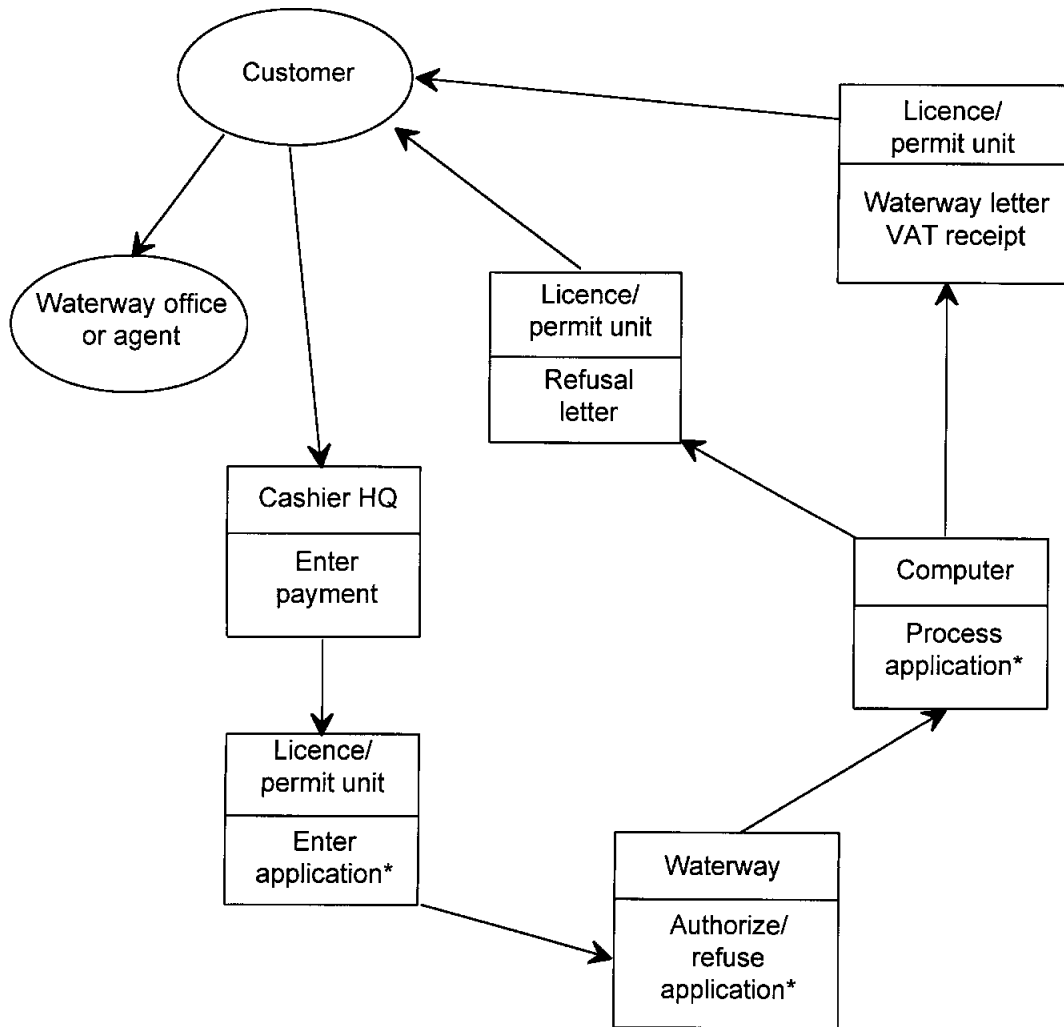 Customer
Licence/
permit unit
Waterway letter
VAT receipt
Waterway office
or agent
Licence/
permit unit
Refusal
letter
Cashier HQ
Enter
payment
Computer
Process
application*
Licence/
permit unit
Enter
application*
Waterway
Authorize/
refuse
application*